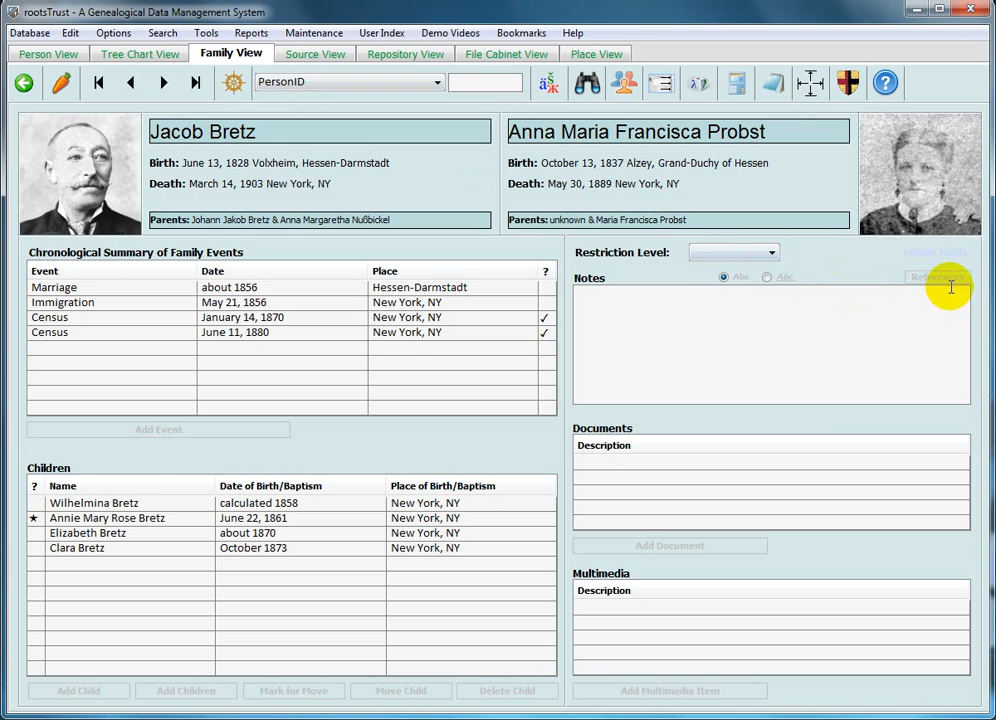 rootsTrust - A Genealogical Data Management System
Database Edit Options Search Tools Reports Maintenance User Index Demo Videos Bookmarks Help
Person View Tree Chart View Family View Source View Repository View File Cabinet View Place View
PersonID äŠ ж
Jacob Bretz
Birth: June 13, 1828 Volxheim, Hessen-Darmstadt
Death: March 14, 1903 New York, NY
Parents: Johann Jakob Bretz & Anna Margaretha Nußbickel
Anna Maria Francisca Probst
Birth: October 13, 1837 Alzey, Grand-Duchy of Hessen
Death: May 30, 1889 New York, NY
Parents: unknown & Maria Francisca Probst
Chronological Summary of Family Events
Event Date Place ?
Marriage about 1856 Hessen-Darmstadt
Immigration May 21, 1856 New York, NY
Census January 14, 1870 New York, NY ✓
Census June 11, 1880 New York, NY ✓
Add Event
Children
? Name Date of Birth/Baptism Place of Birth/Baptism
Wilhelmina Bretz calculated 1858 New York, NY
★ Annie Mary Rose Bretz June 22, 1861 New York, NY
Elizabeth Bretz about 1870 New York, NY
Clara Bretz October 1873 New York, NY
Add Child Add Children Mark for Move Move Child Delete Child
Restriction Level: Hidden Fields
Notes Abc Abc References
Documents
Description
Add Document
Multimedia
Description
Add Multimedia Item